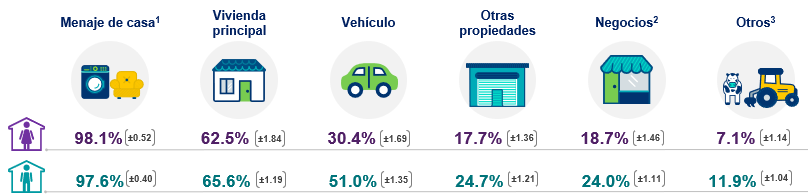 Menaje de casa¹
Vivienda
principal
Vehículo
Otras
propiedades
Negocios²
Otros³
98.1% (±0.52) 62.5% (±1.84) 30.4% (±1.69) 17.7% (±1.36) 18.7% (±1.46) 7.1% (±1.14)
97.6% (±0.40) 65.6% (±1.19) 51.0% (±1.35) 24.7% (±1.21) 24.0% (±1.11) 11.9% (±1.04)